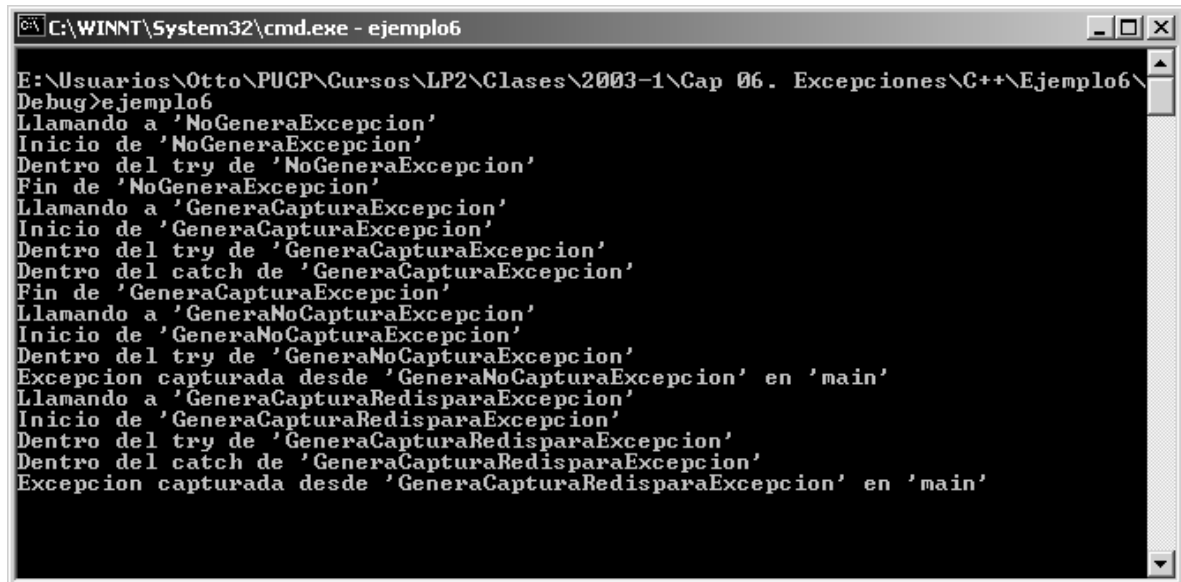 C:\WINNT\System32\cmd.exe - ejemplo6
E:\Usuarios\Otto\PUCP\Cursos\LP2\Clases\2003-1\Cap 06. Excepciones\C++\Ejemplo6\
Debug>ejemplo6
Llamando a 'NoGeneraExcepcion'
Inicio de 'NoGeneraExcepcion'
Dentro del try de 'NoGeneraExcepcion'
Fin de 'NoGeneraExcepcion'
Llamando a 'GeneraCapturaExcepcion'
Inicio de 'GeneraCapturaExcepcion'
Dentro del try de 'GeneraCapturaExcepcion'
Dentro del catch de 'GeneraCapturaExcepcion'
Fin de 'GeneraCapturaExcepcion'
Llamando a 'GeneraNoCapturaExcepcion'
Inicio de 'GeneraNoCapturaExcepcion'
Dentro del try de 'GeneraNoCapturaExcepcion'
Excepcion capturada desde 'GeneraNoCapturaExcepcion' en 'main'
Llamando a 'GeneraCapturaRedisparaExcepcion'
Inicio de 'GeneraCapturaRedisparaExcepcion'
Dentro del try de 'GeneraCapturaRedisparaExcepcion'
Dentro del catch de 'GeneraCapturaRedisparaExcepcion'
Excepcion capturada desde 'GeneraCapturaRedisparaExcepcion' en 'main'